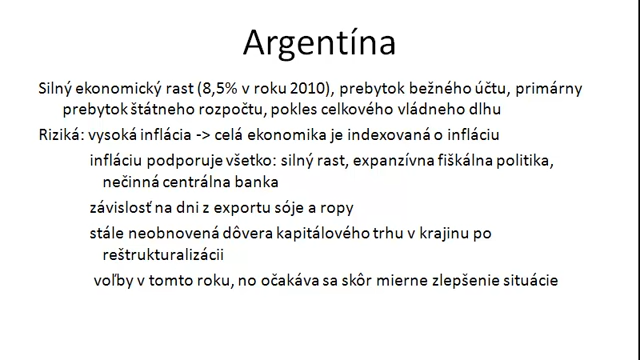 Argentína
Silný ekonomický rast (8,5% v roku 2010), prebytok bežného účtu, primárny
prebytok štátneho rozpočtu, pokles celkového vládneho dlhu
Riziká: vysoká inflácia -> celá ekonomika je indexovaná o infláciu
infláciu podporuje všetko: silný rast, expanzívna fiškálna politika,
nečinná centrálna banka
závislosť na dni z exportu sóje a ropy
stále neobnovená dôvera kapitálového trhu v krajinu po
reštrukturalizácii
voľby v tomto roku, no očakáva sa skôr mierne zlepšenie situácie